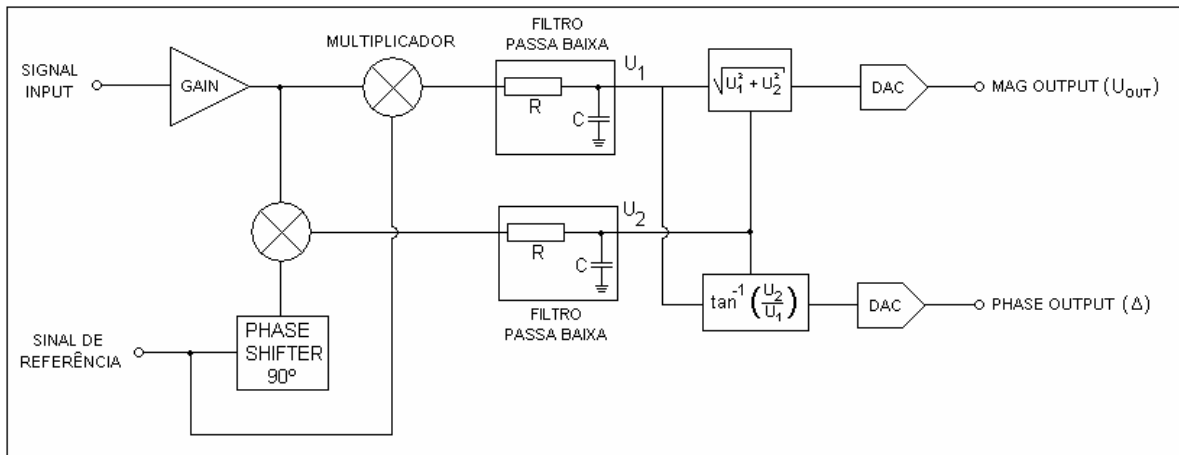 FILTRO
PASSA BAIXA
MULTIPLICADOR
SIGNAL
INPUT
GAIN
R
C
U₁
√U₁² + U₂²
DAC
MAG OUTPUT (U_OUT)
U₂
R
C
FILTRO
PASSA BAIXA
tan⁻¹ (U₂/U₁)
DAC
PHASE OUTPUT (Δ)
SINAL DE
REFERÊNCIA
PHASE
SHIFTER
90º